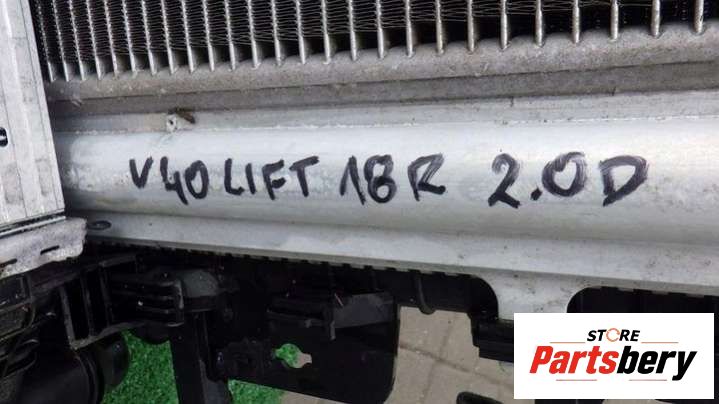 V40 LIFT 18R 2.0D
STORE
Partsbery